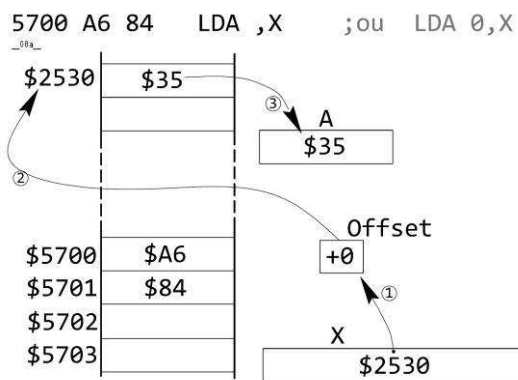 5700 A6 84 LDA ,X ;ou LDA 0,X
_08a_
$2530 $35
③
A
$35
②
Offset
$5700 $A6 +0
$5701 $84
①
$5702
X
$5703 $2530